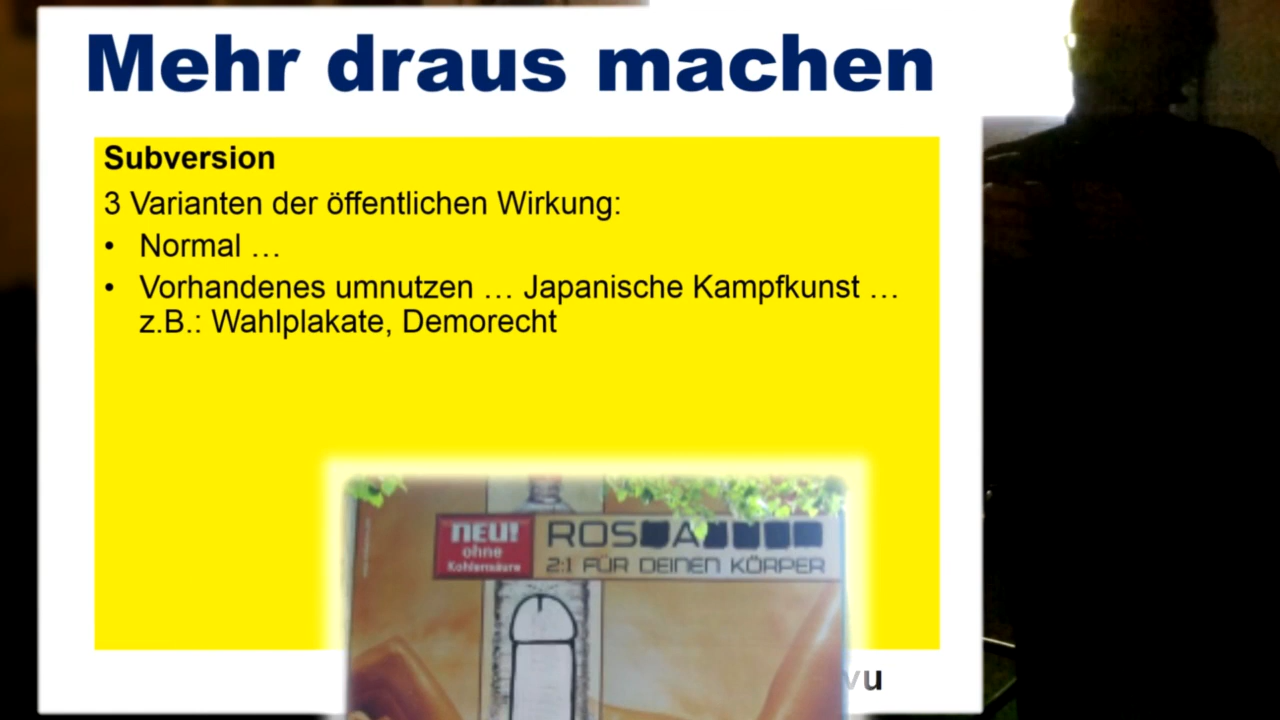 Mehr draus machen
Subversion
3 Varianten der öffentlichen Wirkung:
• Normal …
• Vorhandenes umnutzen … Japanische Kampfkunst …
z.B.: Wahlplakate, Demorecht
neu!
ohne
Kohlensäure
ROS A
2:1 FÜR DEINEN KÖRPER
vu